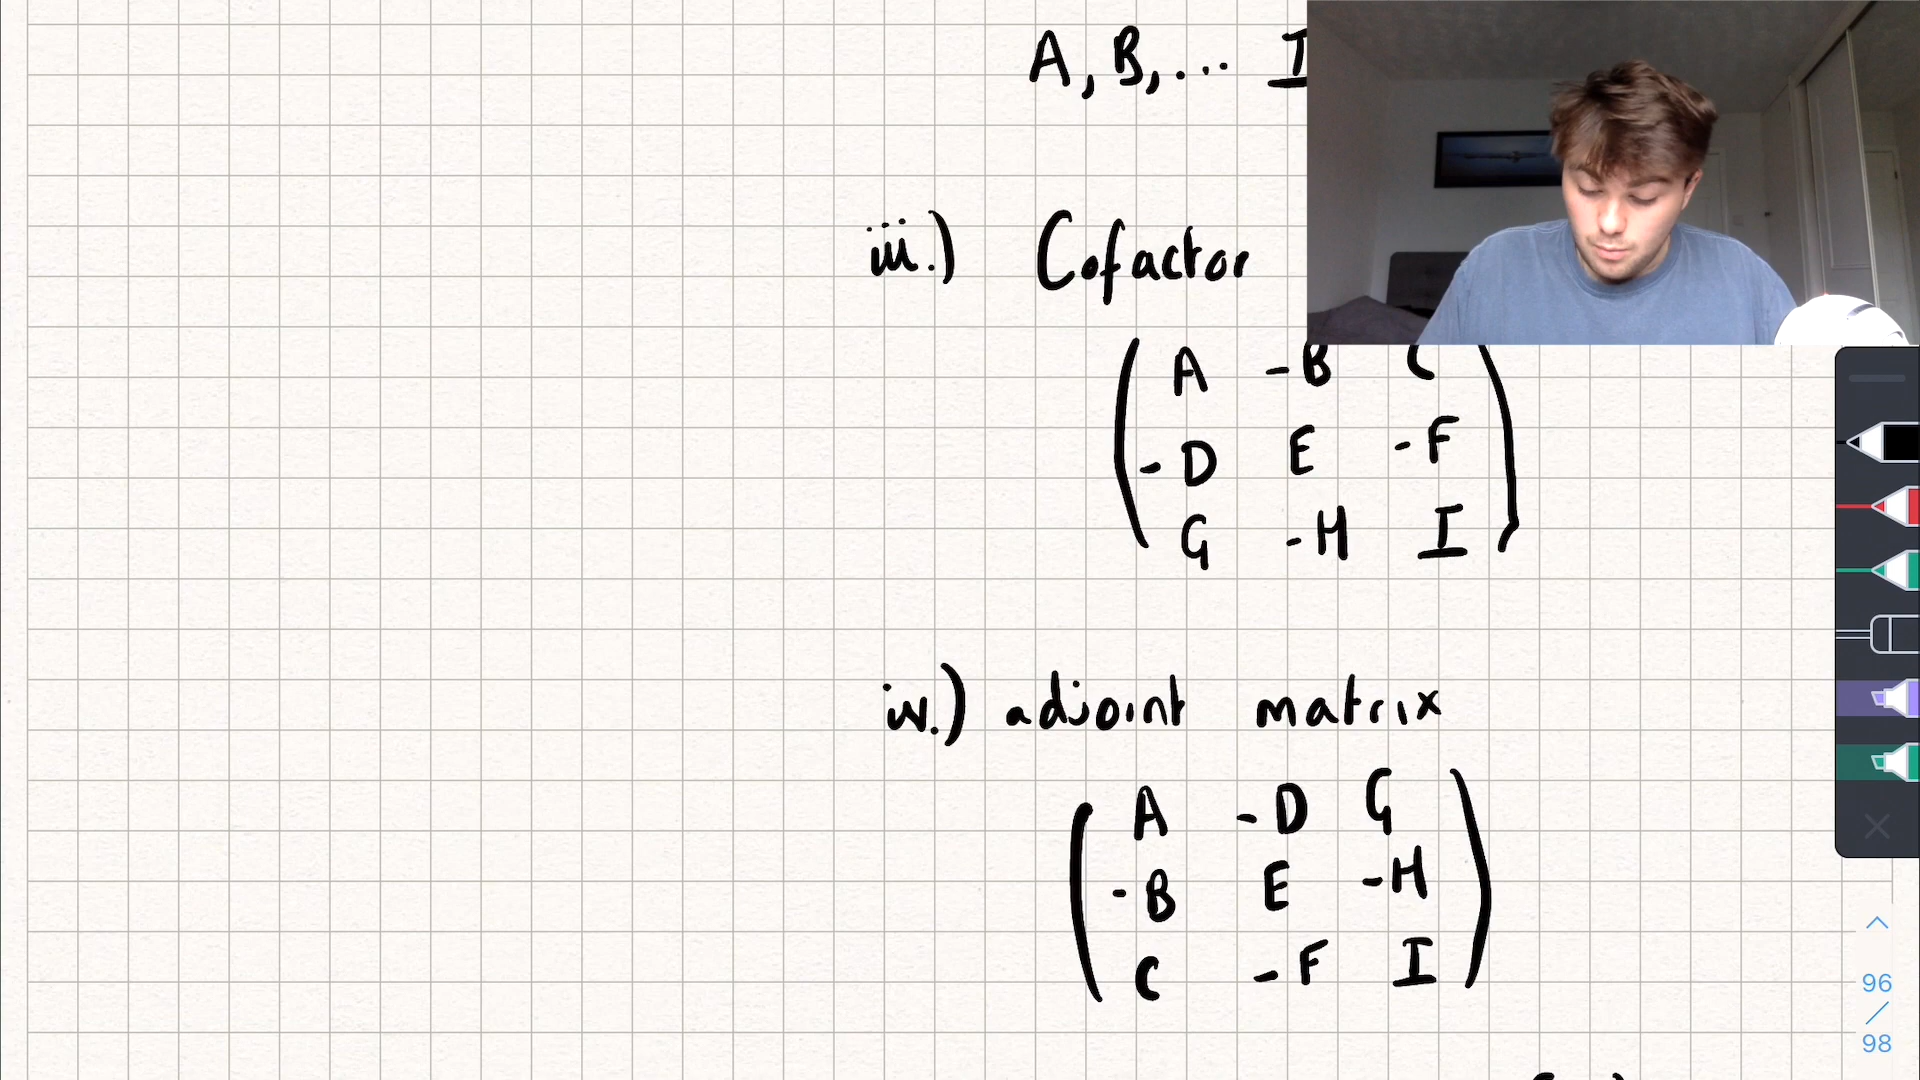 A, B, ... I
iii.) Cofactor
A -B C
-D E -F
G -H I
iv.) adjoint matrix
A -D G
-B E -H
C -F I
96
/
98